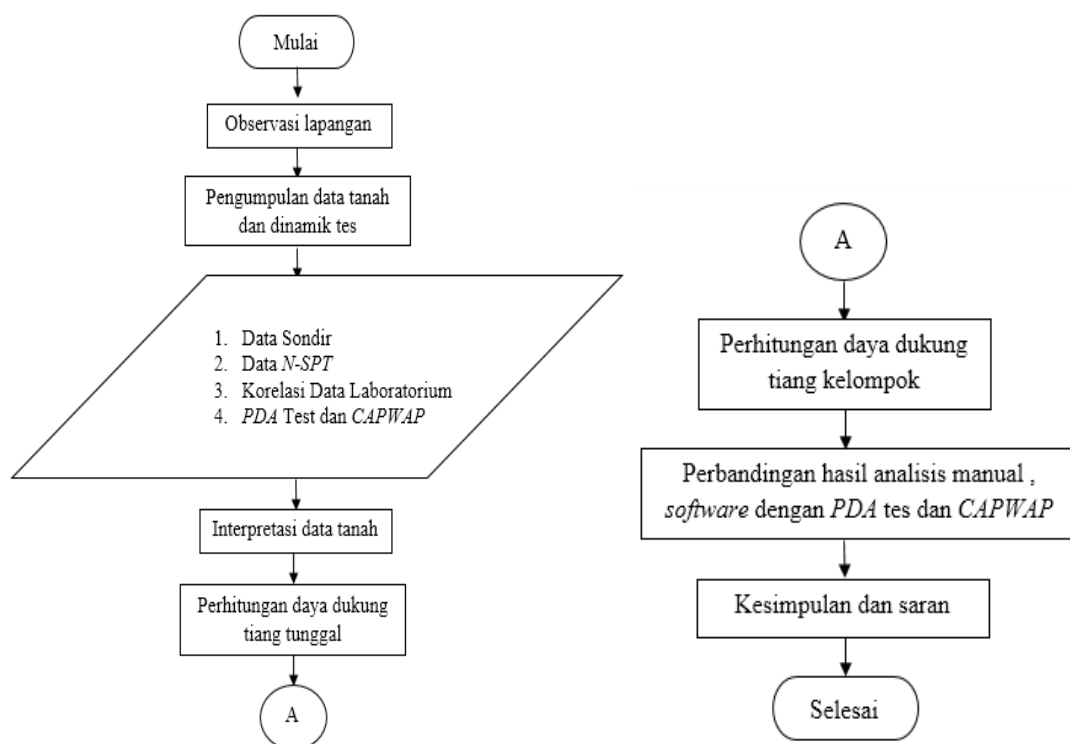 Mulai
Observasi lapangan
Pengumpulan data tanah
dan dinamik tes
1. Data Sondir
2. Data N-SPT
3. Korelasi Data Laboratorium
4. PDA Test dan CAPWAP
Interpretasi data tanah
Perhitungan daya dukung
tiang tunggal
A
A
Perhitungan daya dukung
tiang kelompok
Perbandingan hasil analisis manual ,
software dengan PDA tes dan CAPWAP
Kesimpulan dan saran
Selesai